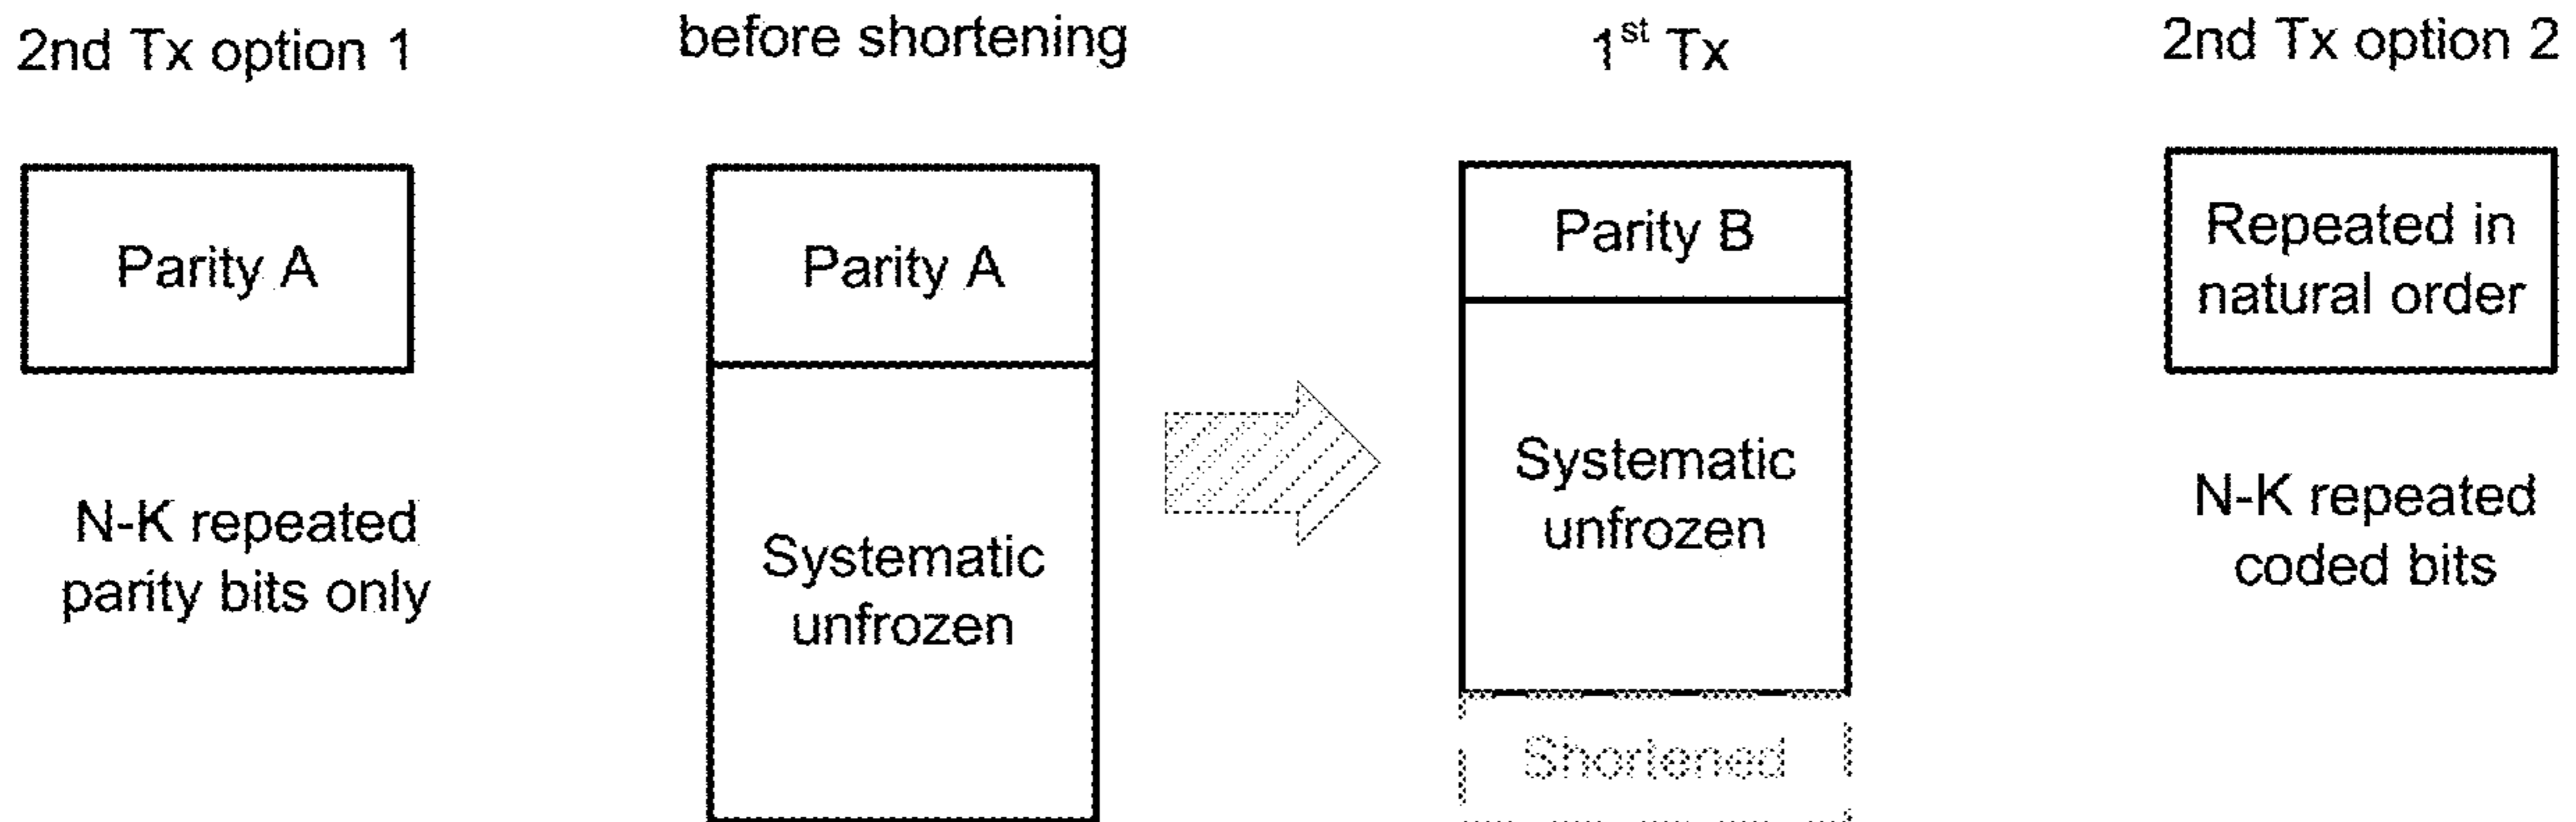 2nd Tx option 1
before shortening
1st Tx
2nd Tx option 2
Parity A
N-K repeated
parity bits only
Parity A
Systematic
unfrozen
Parity B
Systematic
unfrozen
Shortened
Repeated in
natural order
N-K repeated
coded bits